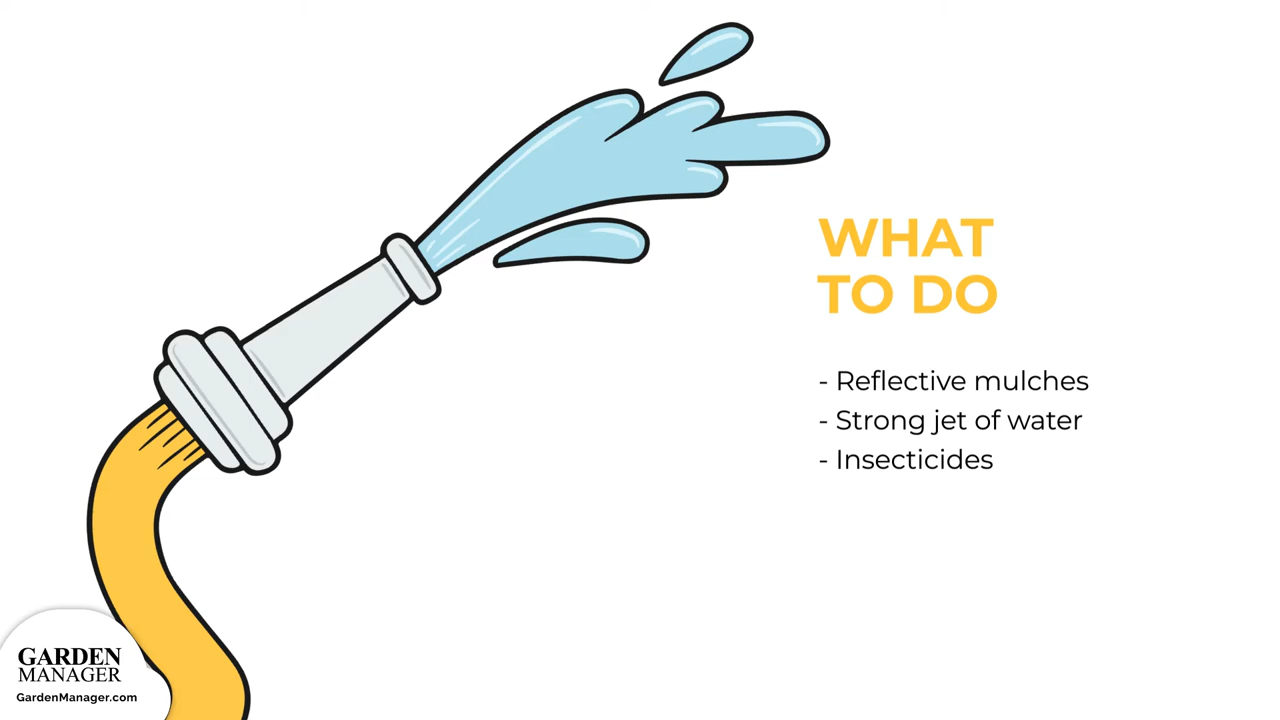 WHAT
TO DO
- Reflective mulches
- Strong jet of water
- Insecticides
GARDEN
MANAGER
GardenManager.com